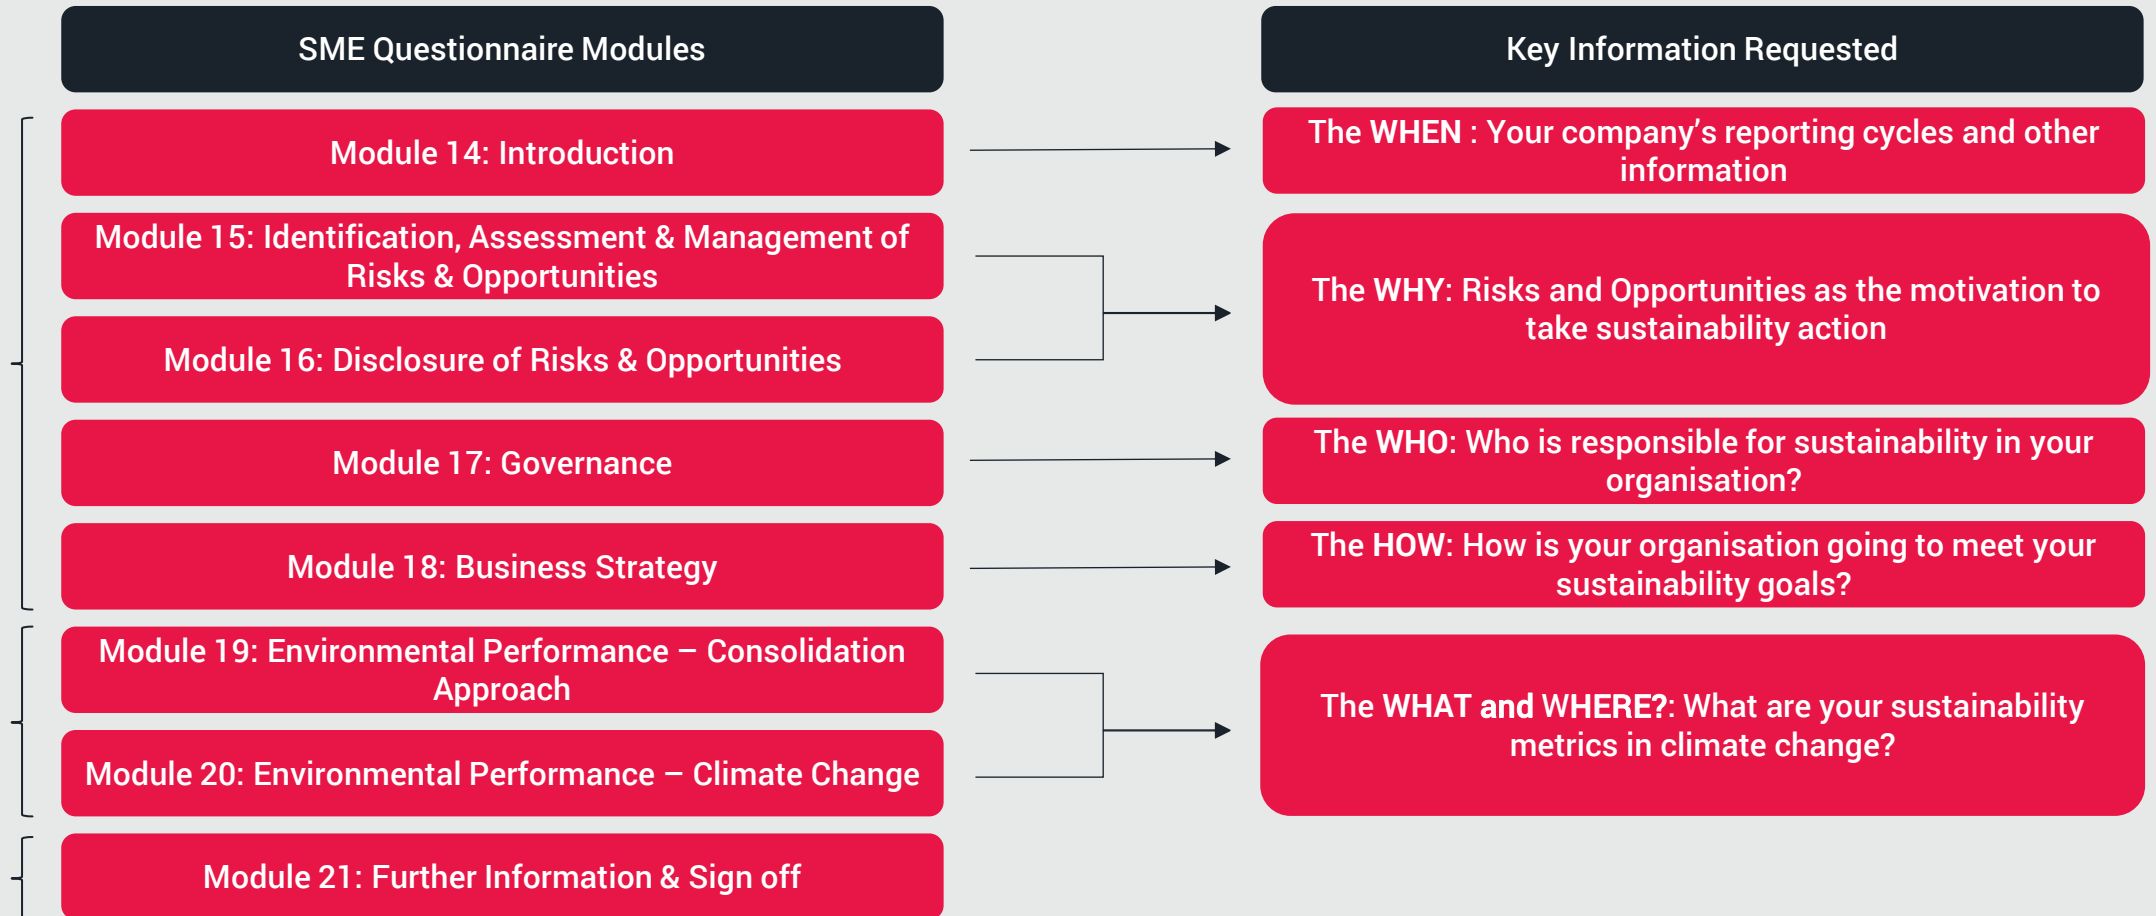 SME Questionnaire Modules
Key Information Requested
Module 14: Introduction
The WHEN : Your company’s reporting cycles and other
information
Module 15: Identification, Assessment & Management of
Risks & Opportunities
Module 16: Disclosure of Risks & Opportunities
The WHY: Risks and Opportunities as the motivation to
take sustainability action
Module 17: Governance
The WHO: Who is responsible for sustainability in your
organisation?
Module 18: Business Strategy
The HOW: How is your organisation going to meet your
sustainability goals?
Module 19: Environmental Performance – Consolidation
Approach
Module 20: Environmental Performance – Climate Change
The WHAT and WHERE?: What are your sustainability
metrics in climate change?
Module 21: Further Information & Sign off